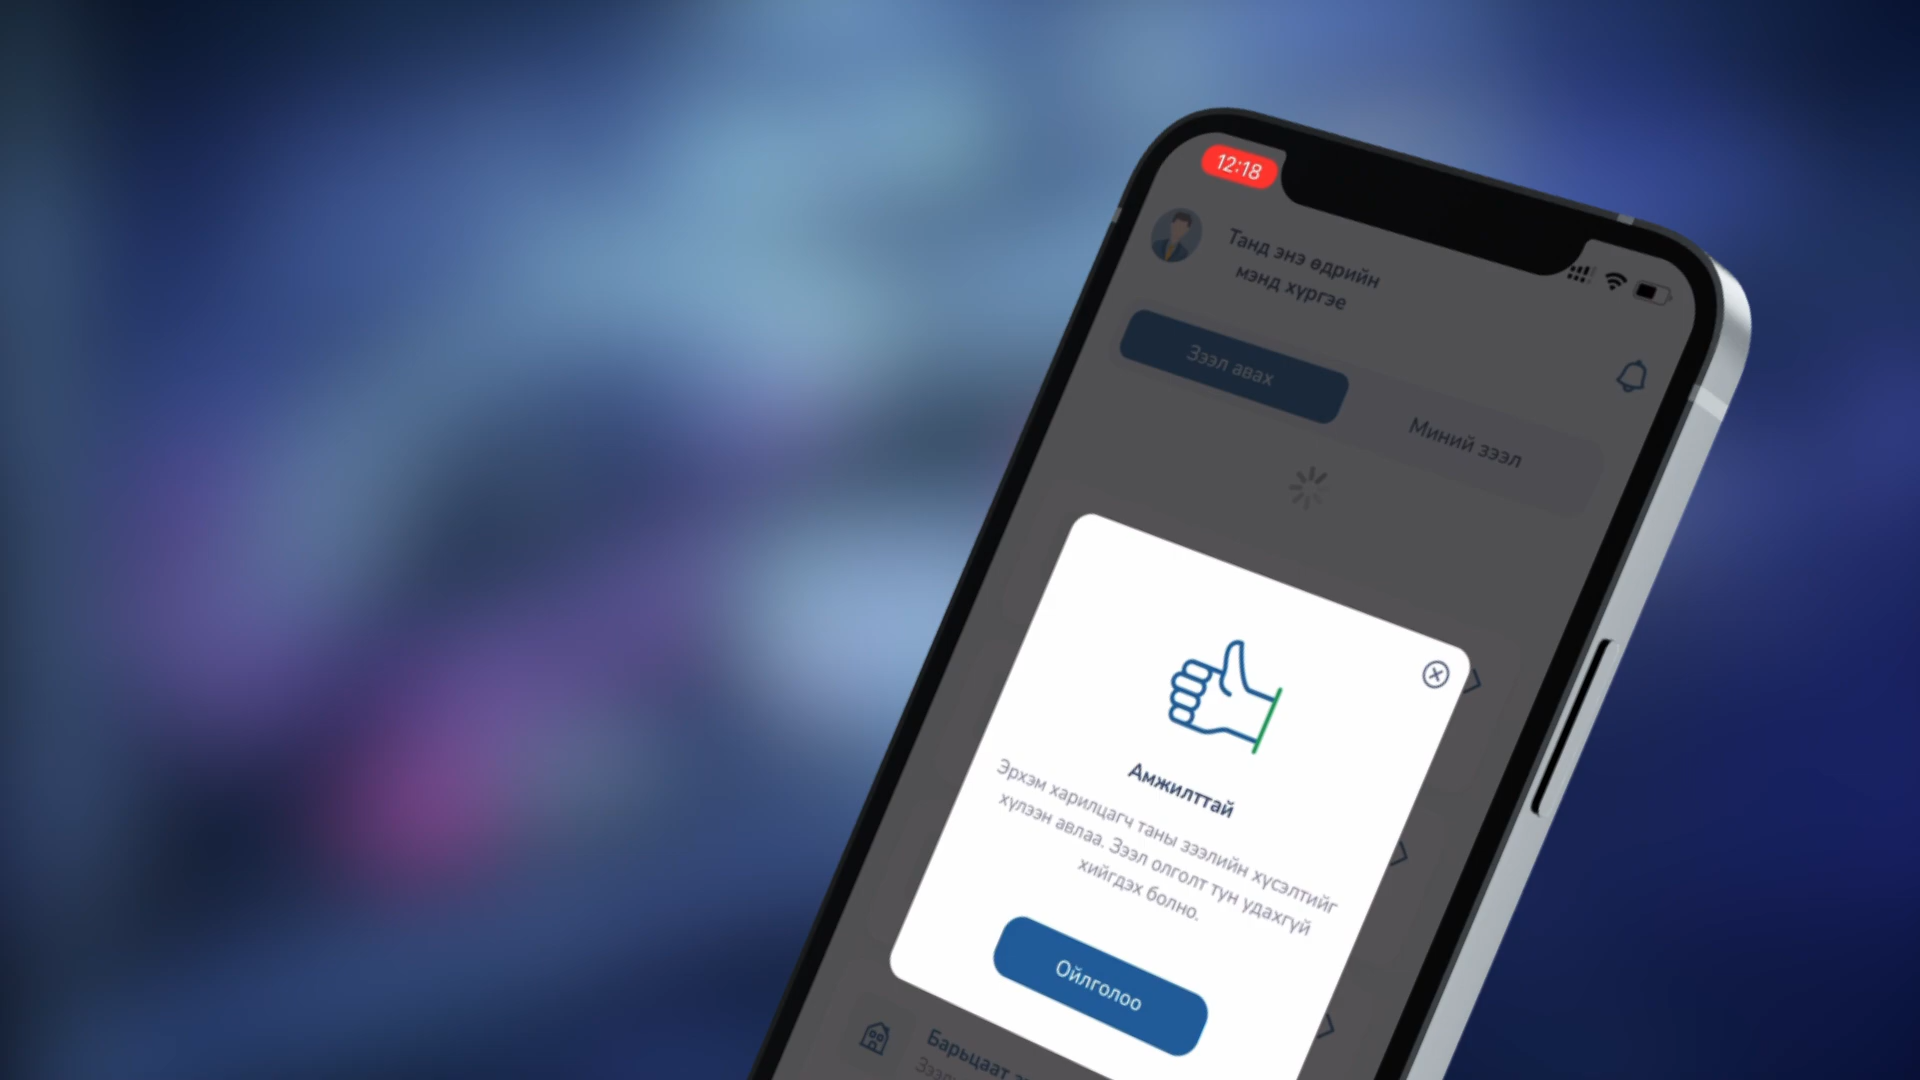 12:18
Танд энэ өдрийн
мэнд хүргэе
Зээл авах
Миний зээл
Амжилттай
Эрхэм харилцагч таны зээлийн хүсэлтийг
хүлээн авлаа. Зээл олголт тун удахгүй
хийгдэх болно.
Ойлголоо
Барьцаат